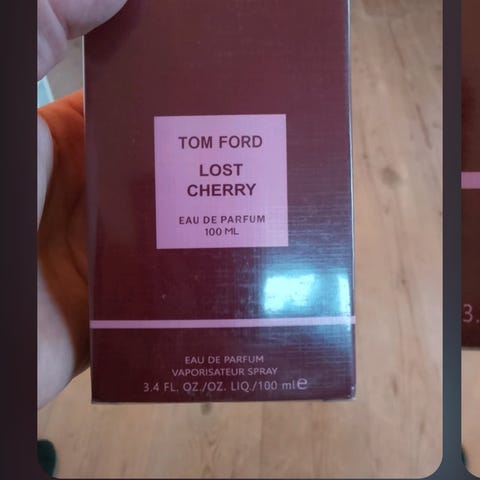 TOM FORD
LOST
CHERRY
EAU DE PARFUM
100 ML
EAU DE PARFUM
VAPORISATEUR SPRAY
3.4 FL. OZ./OZ. LIQ./100 ml e
3.